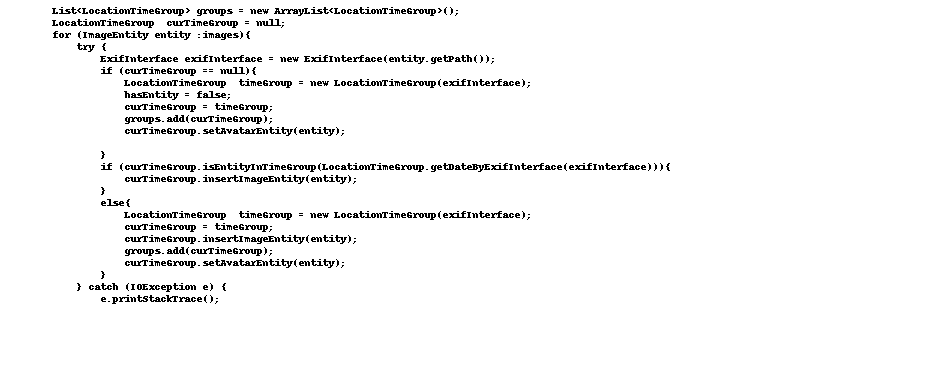 List<LocationTimeGroup> groups = new ArrayList<LocationTimeGroup>();
LocationTimeGroup  curTimeGroup = null;
for (ImageEntity entity :images){
try {
ExifInterface exifInterface = new ExifInterface(entity.getPath());
if (curTimeGroup == null){
LocationTimeGroup  timeGroup = new LocationTimeGroup(exifInterface);
hasEntity = false;
curTimeGroup = timeGroup;
groups.add(curTimeGroup);
curTimeGroup.setAvatarEntity(entity);
}
if (curTimeGroup.isEntityInTimeGroup(LocationTimeGroup.getDateByExifInterface(exifInterface))){
curTimeGroup.insertImageEntity(entity);
}
else{
LocationTimeGroup  timeGroup = new LocationTimeGroup(exifInterface);
curTimeGroup = timeGroup;
curTimeGroup.insertImageEntity(entity);
groups.add(curTimeGroup);
curTimeGroup.setAvatarEntity(entity);
}
} catch (IOException e) {
e.printStackTrace();